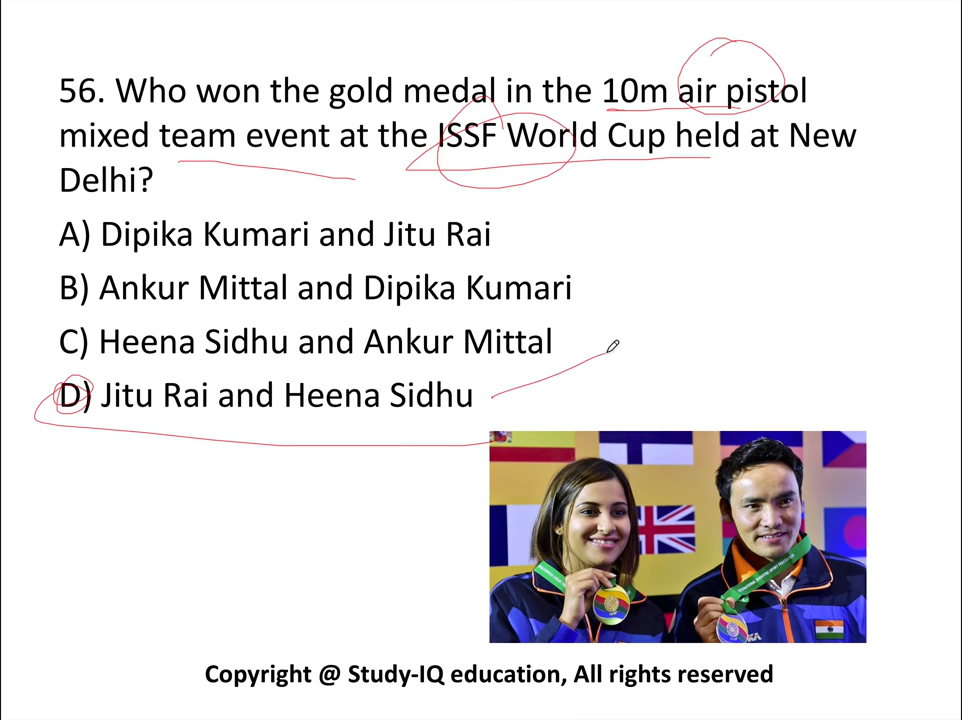 56. Who won the gold medal in the 10m air pistol
mixed team event at the ISSF World Cup held at New
Delhi?
A) Dipika Kumari and Jitu Rai
B) Ankur Mittal and Dipika Kumari
C) Heena Sidhu and Ankur Mittal
D) Jitu Rai and Heena Sidhu
Copyright @ Study-IQ education, All rights reserved